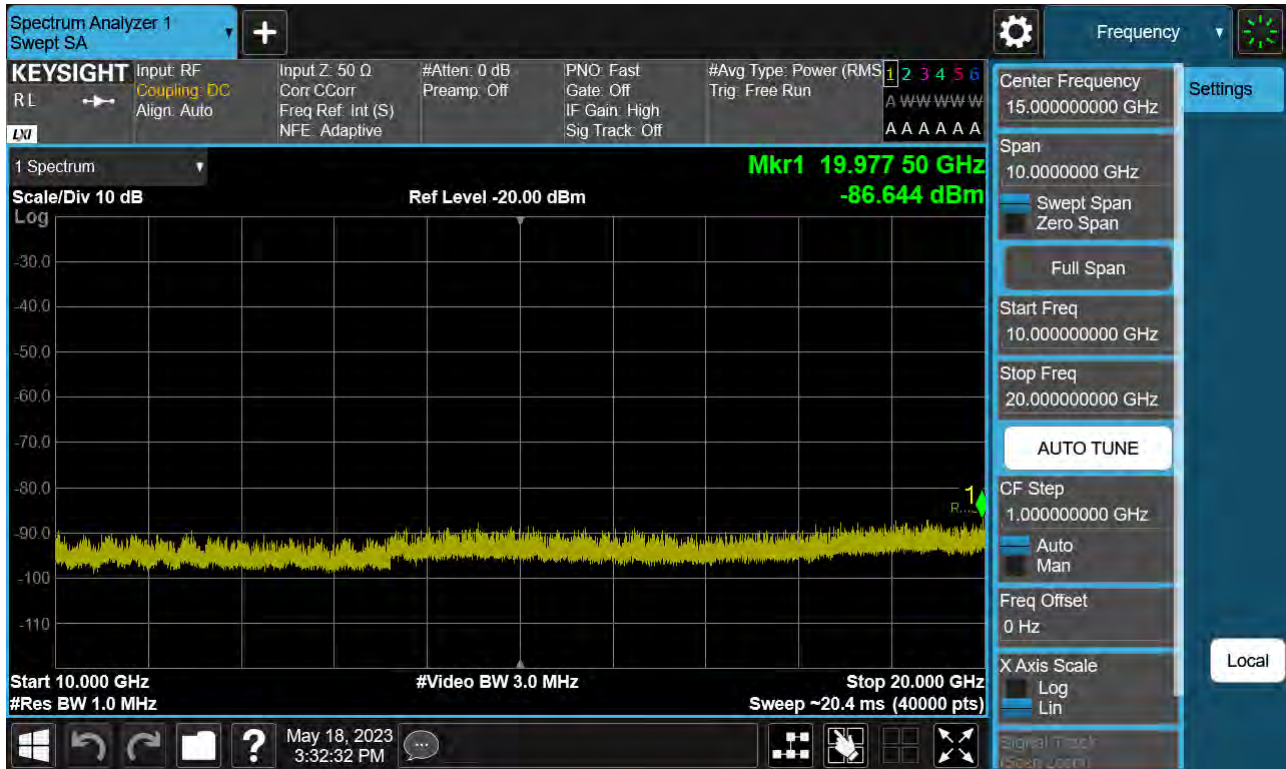 Spectrum Analyzer 1
Swept SA
+
Frequency
KEYSIGHT
RL
LXI
Input: RF
Coupling: DC
Align: Auto
Input Z: 50 Ω
Corr CCorr
Freq Ref: Int (S)
NFE: Adaptive
#Atten: 0 dB
Preamp: Off
PNO: Fast
Gate: Off
IF Gain: High
Sig Track: Off
#Avg Type: Power (RMS
Trig: Free Run
1 2 3 4 5 6
A W W W W W
A A A A A A
1 Spectrum
Scale/Div 10 dB
Ref Level -20.00 dBm
Mkr1 19.977 50 GHz
-86.644 dBm
Log
-30.0
-40.0
-50.0
-60.0
-70.0
-80.0
-90.0
-100
-110
1
Start 10.000 GHz
#Video BW 3.0 MHz
Stop 20.000 GHz
#Res BW 1.0 MHz
Sweep ~20.4 ms (40000 pts)
Center Frequency
15.000000000 GHz
Settings
Span
10.0000000 GHz
Swept Span
Zero Span
Full Span
Start Freq
10.000000000 GHz
Stop Freq
20.000000000 GHz
AUTO TUNE
CF Step
1.000000000 GHz
Auto
Man
Freq Offset
0 Hz
X Axis Scale
Log
Lin
Signal Track
(Span Zoom)
Local
?
May 18, 2023
3:32:32 PM